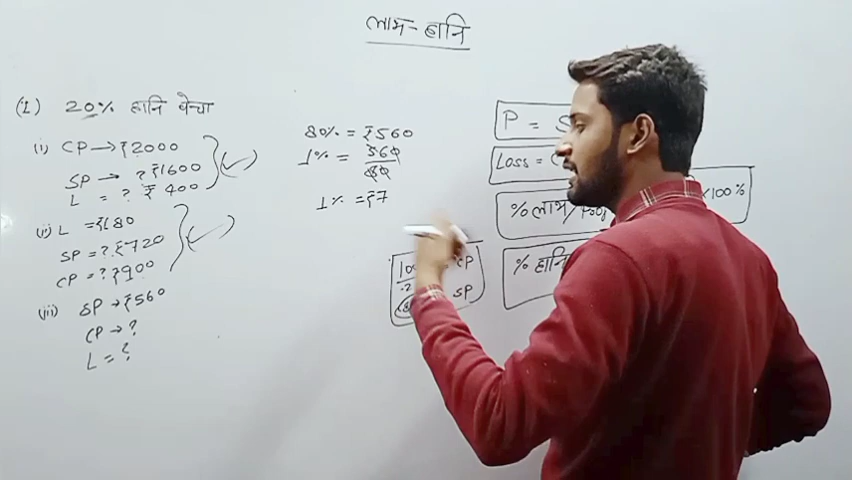 लाभ-हानि
(1) 20% हानि बेचा
(i) CP → ₹2000
SP → ? ₹1600
L = ? ₹ 400
(ii) L = ₹180
SP = ? ₹720
CP = ? ₹900
(iii) SP → ₹560
CP → ?
L = ?
80% = ₹560
1% = 560/80
1% = ₹7
CP
SP
P = S
Loss =
% लाभ/
×100%
% हानि